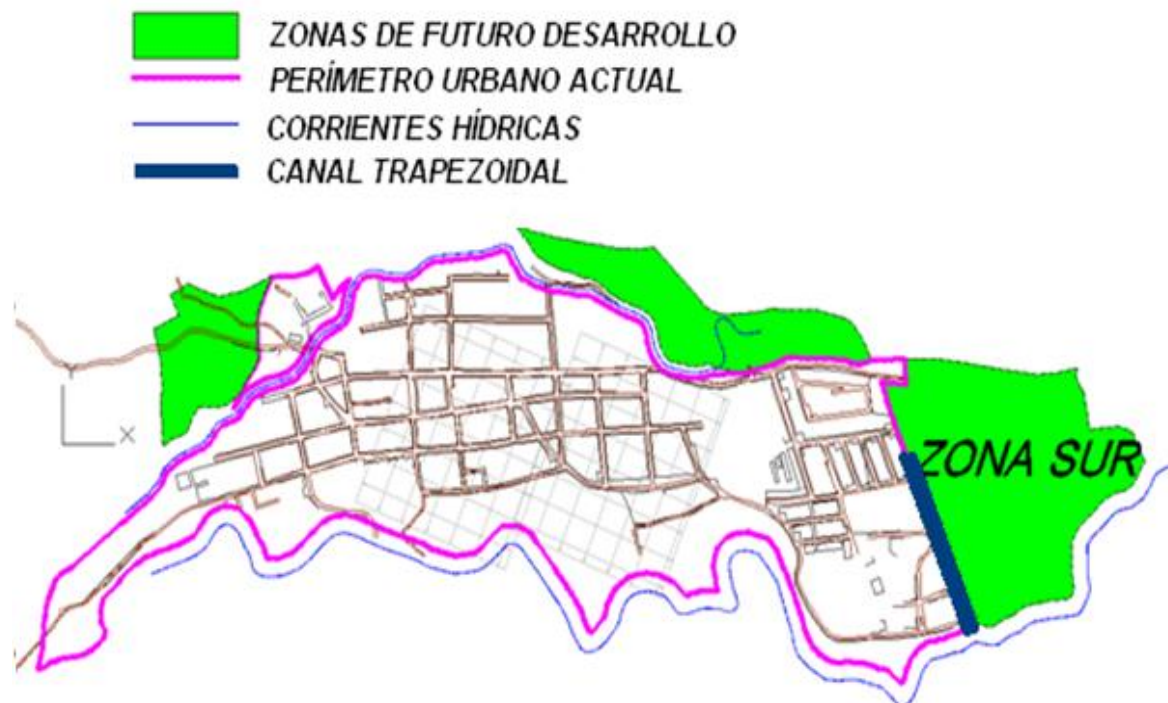 ZONAS DE FUTURO DESARROLLO
PERÍMETRO URBANO ACTUAL
CORRIENTES HÍDRICAS
CANAL TRAPEZOIDAL
Y
X
ZONA SUR